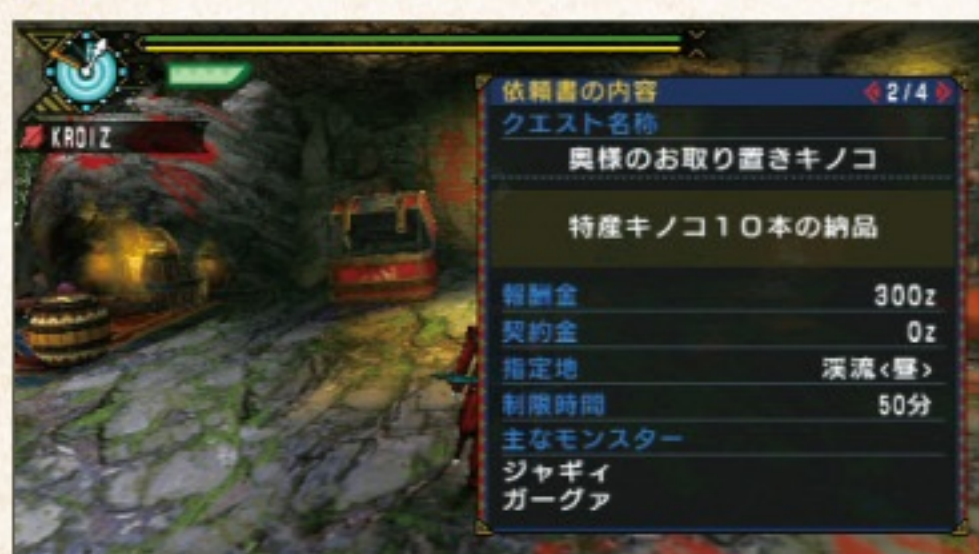 KROIZ
依頼書の内容 2/4
クエスト名称
奥様のお取り置きキノコ
特産キノコ10本の納品
報酬金 300z
契約金 0z
指定地 渓流<昼>
制限時間 50分
主なモンスター
ジャギィ
ガーグァ